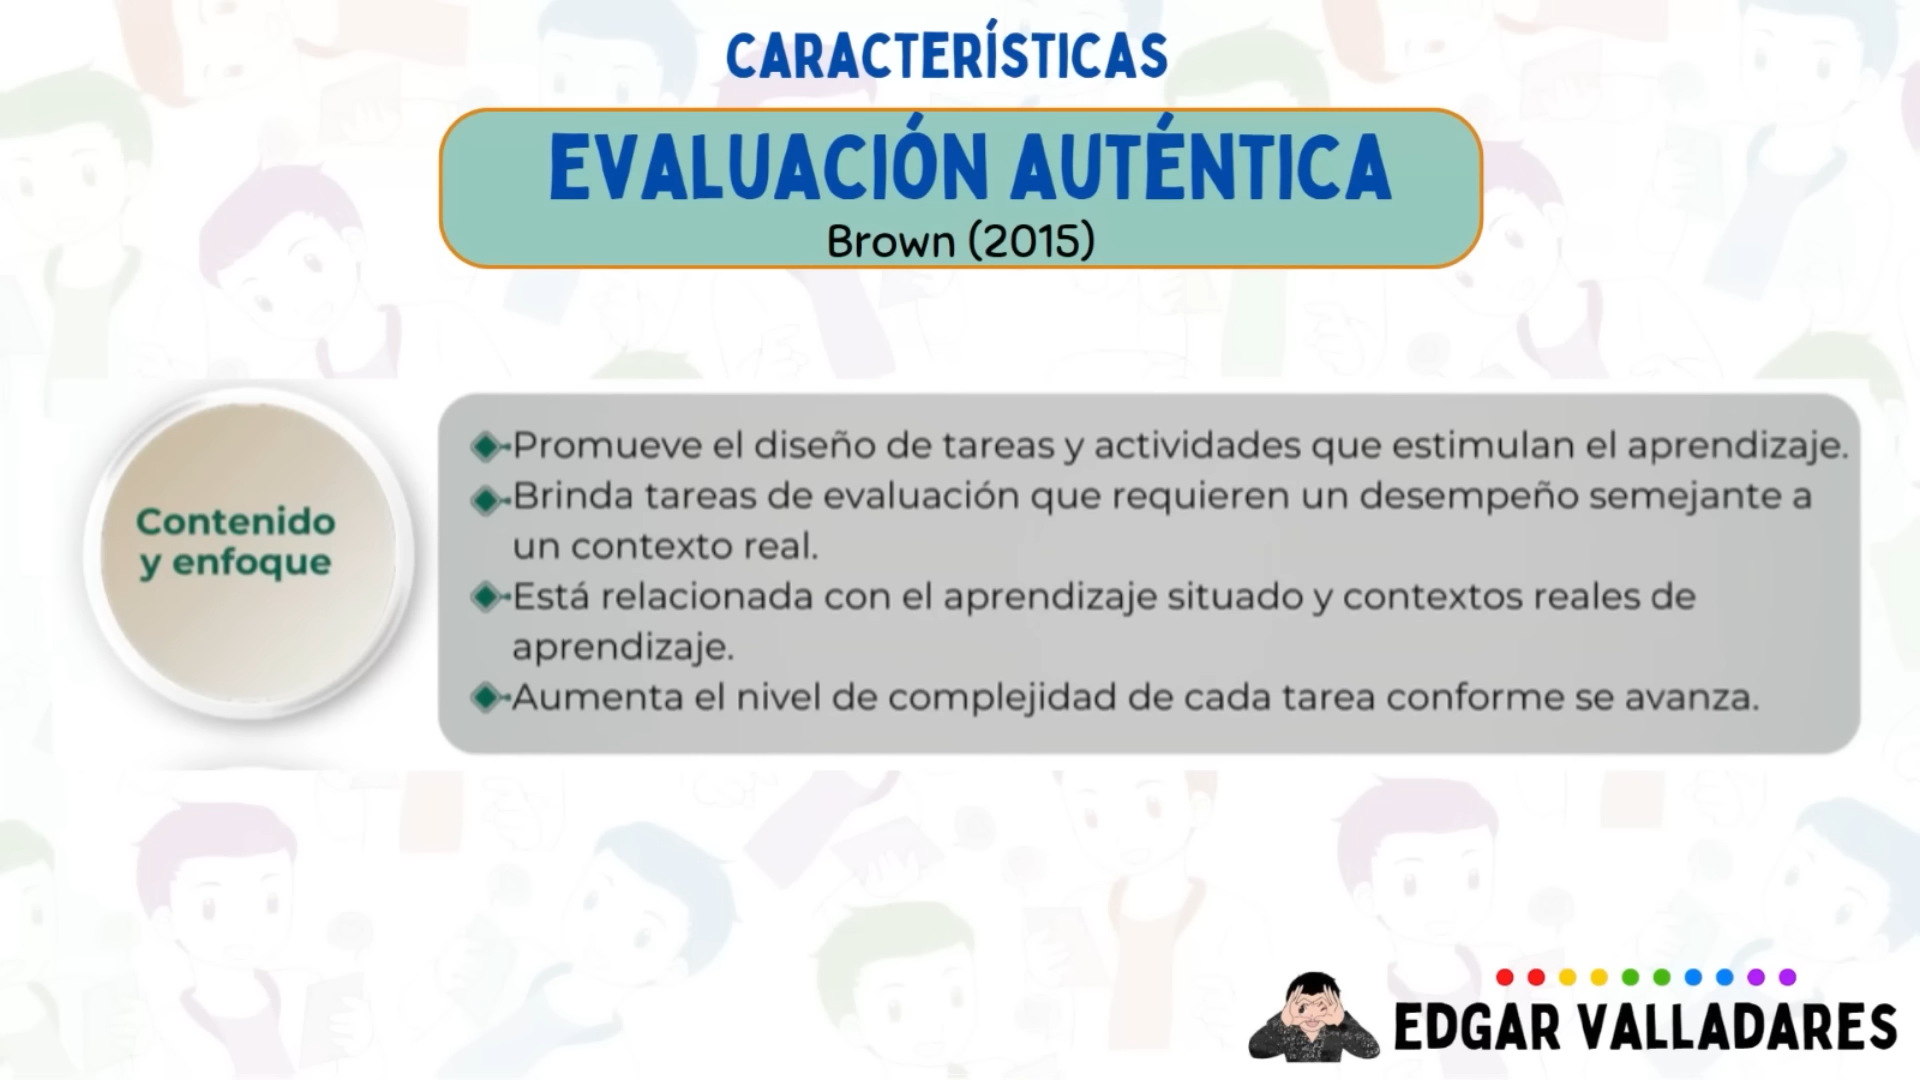 CARACTERÍSTICAS
EVALUACIÓN AUTÉNTICA
Brown (2015)
Contenido
y enfoque
Promueve el diseño de tareas y actividades que estimulan el aprendizaje.
Brinda tareas de evaluación que requieren un desempeño semejante a
un contexto real.
Está relacionada con el aprendizaje situado y contextos reales de
aprendizaje.
Aumenta el nivel de complejidad de cada tarea conforme se avanza.
EDGAR VALLADARES